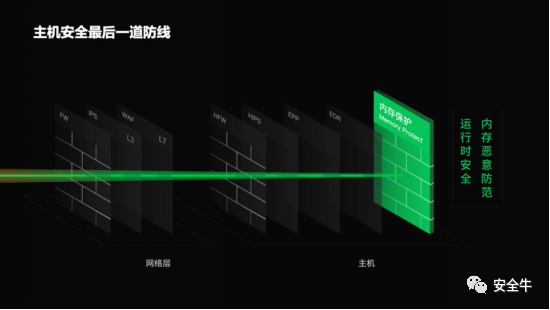 主机安全最后一道防线
FW
IPS
WAF
L3
L7
HFW
HIPS
EPP
EDR
内存保护
Memory Protect
内存恶意防范
运行时安全
网络层
主机
安全牛